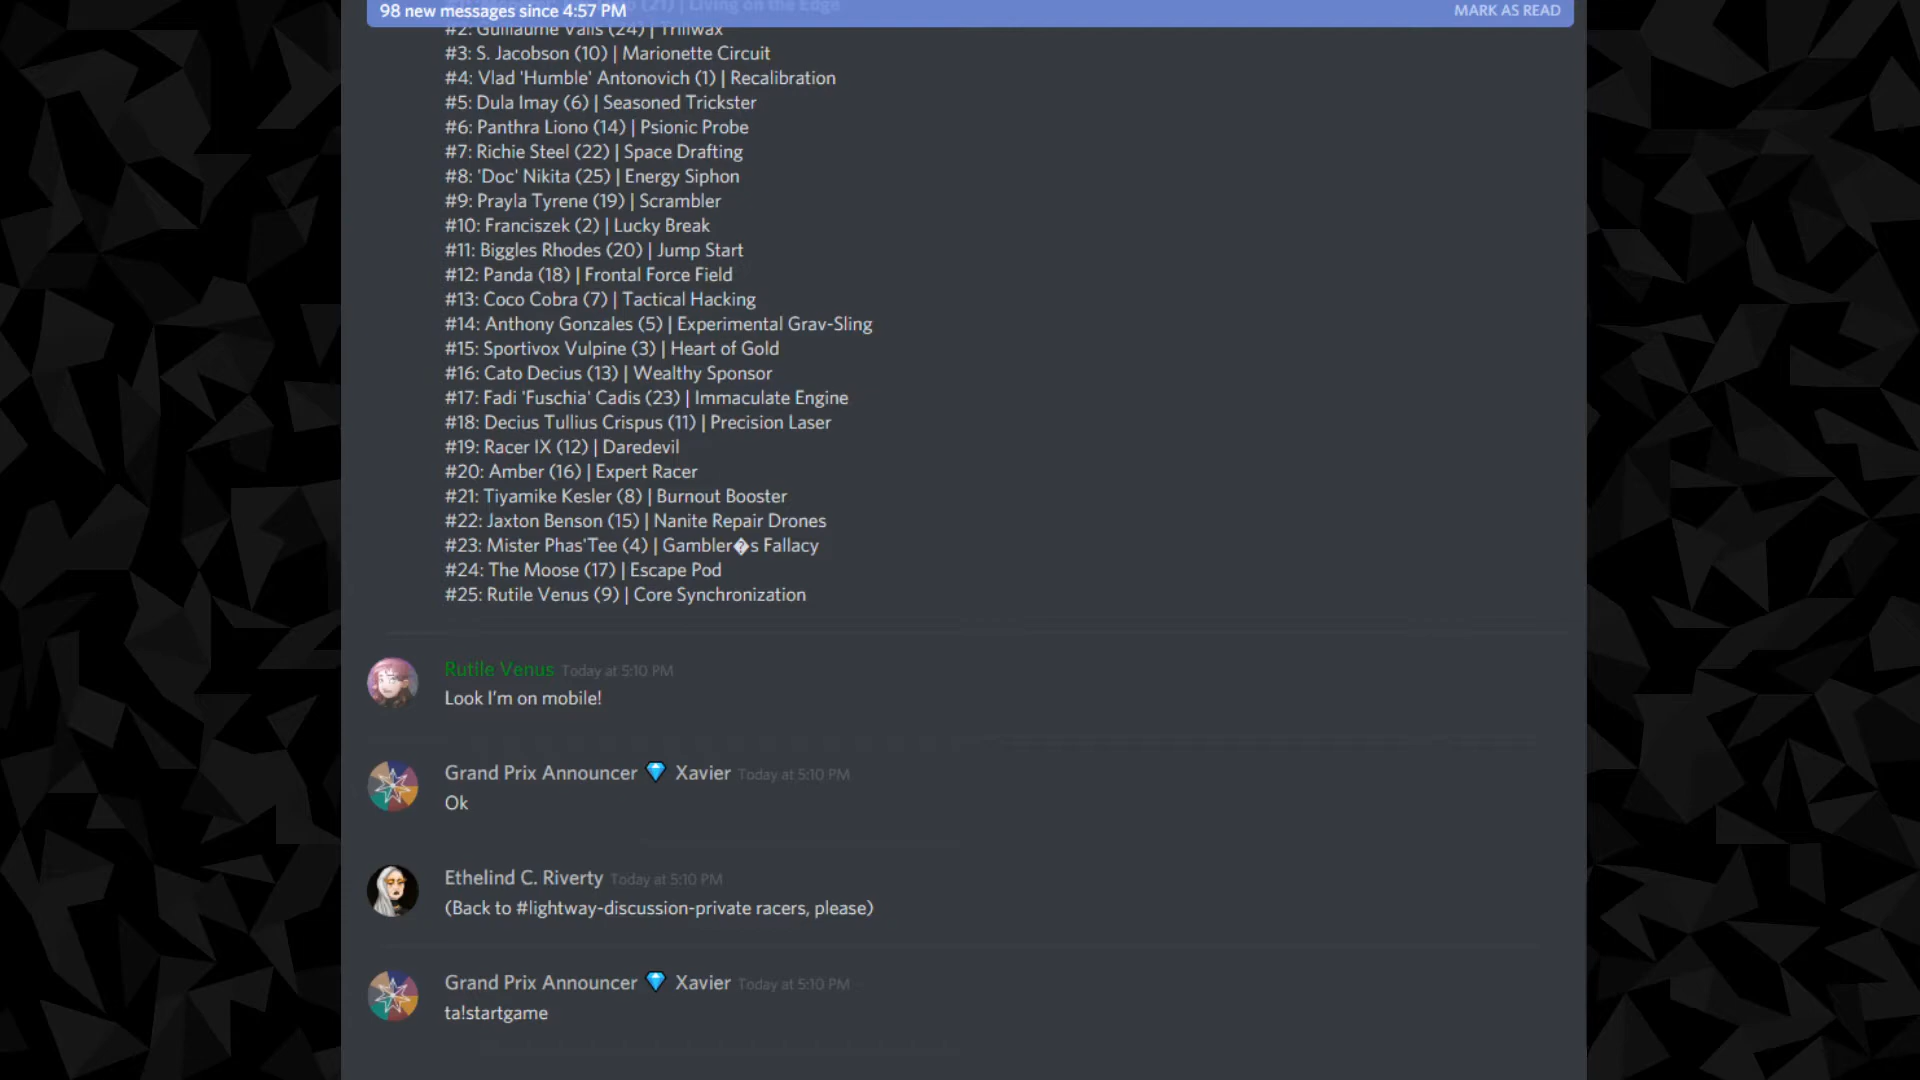 98 new messages since 4:57 PM
MARK AS READ
(21) | Living on the Edge
#2: Guillaume Valls (24) | Trillwax
#3: S. Jacobson (10) | Marionette Circuit
#4: Vlad 'Humble' Antonovich (1) | Recalibration
#5: Dula Imay (6) | Seasoned Trickster
#6: Panthra Liono (14) | Psionic Probe
#7: Richie Steel (22) | Space Drafting
#8: 'Doc' Nikita (25) | Energy Siphon
#9: Prayla Tyrene (19) | Scrambler
#10: Franciszek (2) | Lucky Break
#11: Biggles Rhodes (20) | Jump Start
#12: Panda (18) | Frontal Force Field
#13: Coco Cobra (7) | Tactical Hacking
#14: Anthony Gonzales (5) | Experimental Grav-Sling
#15: Sportivox Vulpine (3) | Heart of Gold
#16: Cato Decius (13) | Wealthy Sponsor
#17: Fadi 'Fuschia' Cadis (23) | Immaculate Engine
#18: Decius Tullius Crispus (11) | Precision Laser
#19: Racer IX (12) | Daredevil
#20: Amber (16) | Expert Racer
#21: Tiyamike Kesler (8) | Burnout Booster
#22: Jaxton Benson (15) | Nanite Repair Drones
#23: Mister Phas'Tee (4) | Gambler�s Fallacy
#24: The Moose (17) | Escape Pod
#25: Rutile Venus (9) | Core Synchronization
Rutile Venus Today at 5:10 PM
Look I'm on mobile!
Grand Prix Announcer 💎 Xavier Today at 5:10 PM
Ok
Ethelind C. Riverty Today at 5:10 PM
(Back to #lightway-discussion-private racers, please)
Grand Prix Announcer 💎 Xavier Today at 5:10 PM
ta!startgame